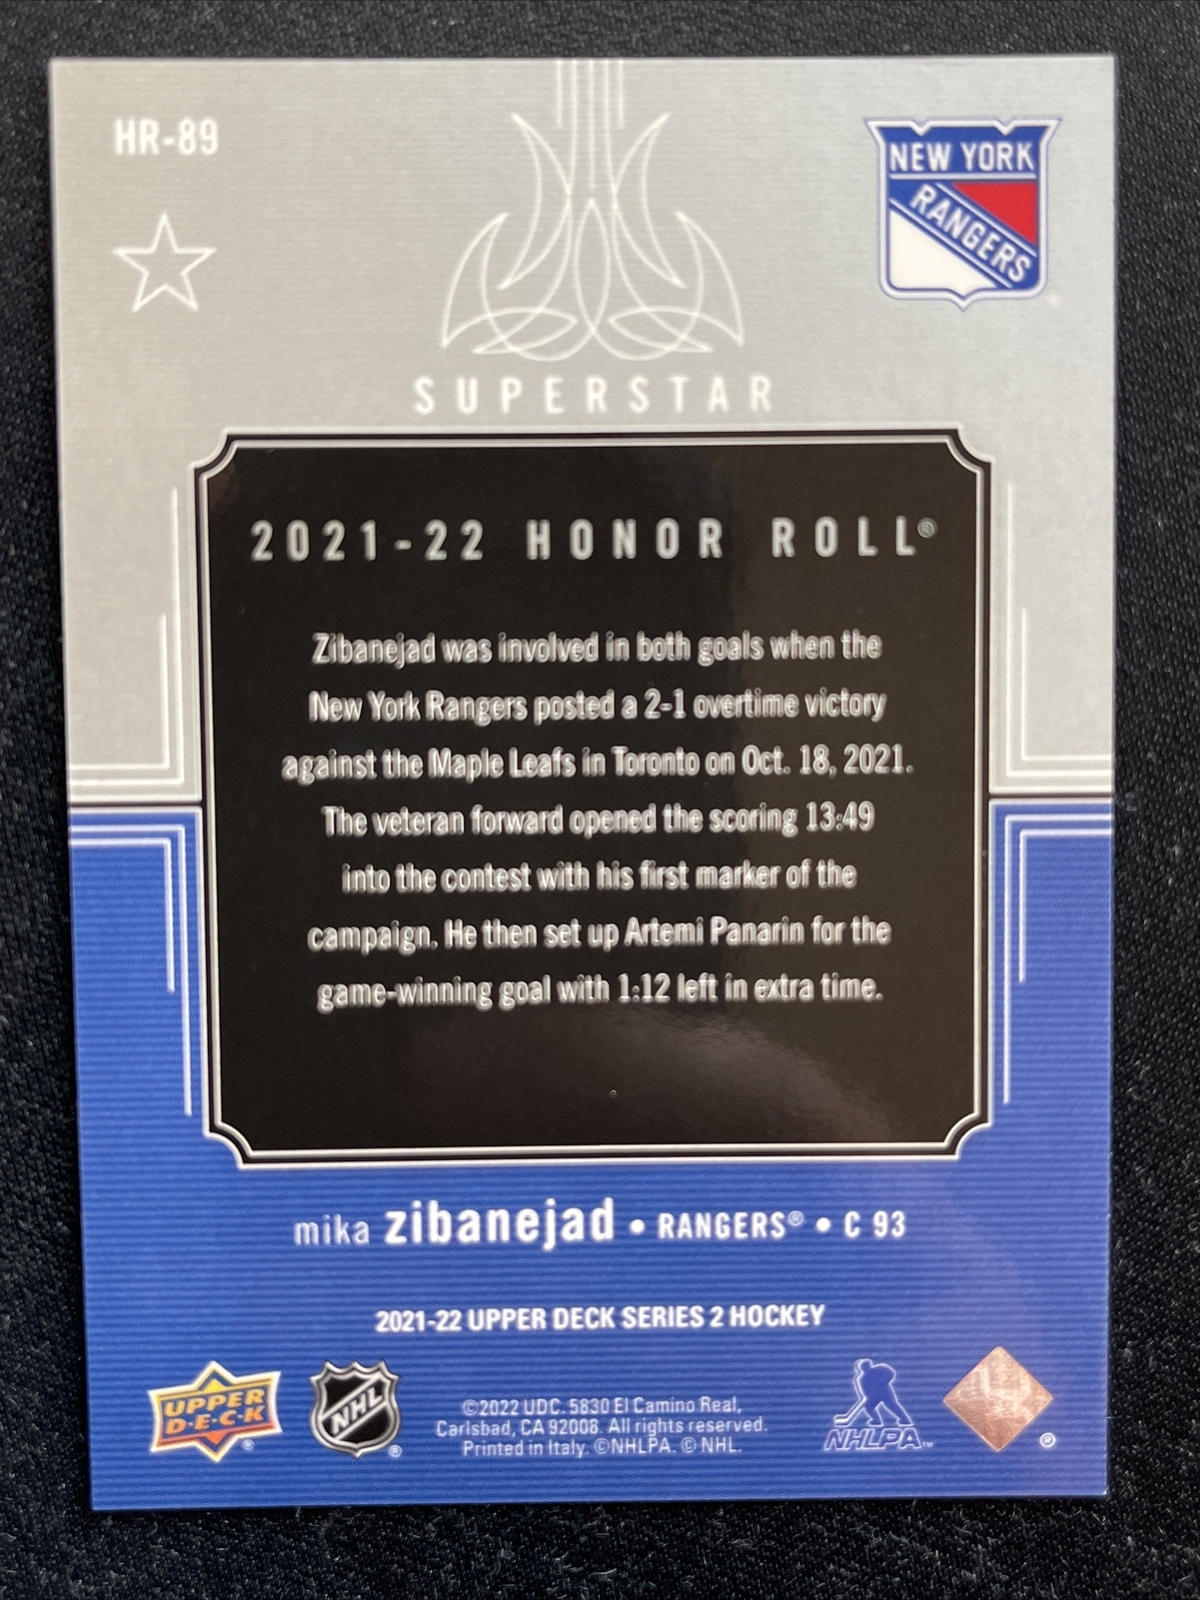 HR-89
NEW YORK
RANGERS
SUPERSTAR
2021-22 HONOR ROLL®
Zibanejad was involved in both goals when the
New York Rangers posted a 2-1 overtime victory
against the Maple Leafs in Toronto on Oct. 18, 2021.
The veteran forward opened the scoring 13:49
into the contest with his first marker of the
campaign. He then set up Artemi Panarin for the
game-winning goal with 1:12 left in extra time.
mika zibanejad • RANGERS® • C 93
2021-22 UPPER DECK SERIES 2 HOCKEY
UPPER
D·E·C·K ®
NHL ®
©2022 UDC. 5830 El Camino Real,
Carlsbad, CA 92008. All rights reserved.
Printed in Italy. ©NHLPA. © NHL.
NHLPA™
®